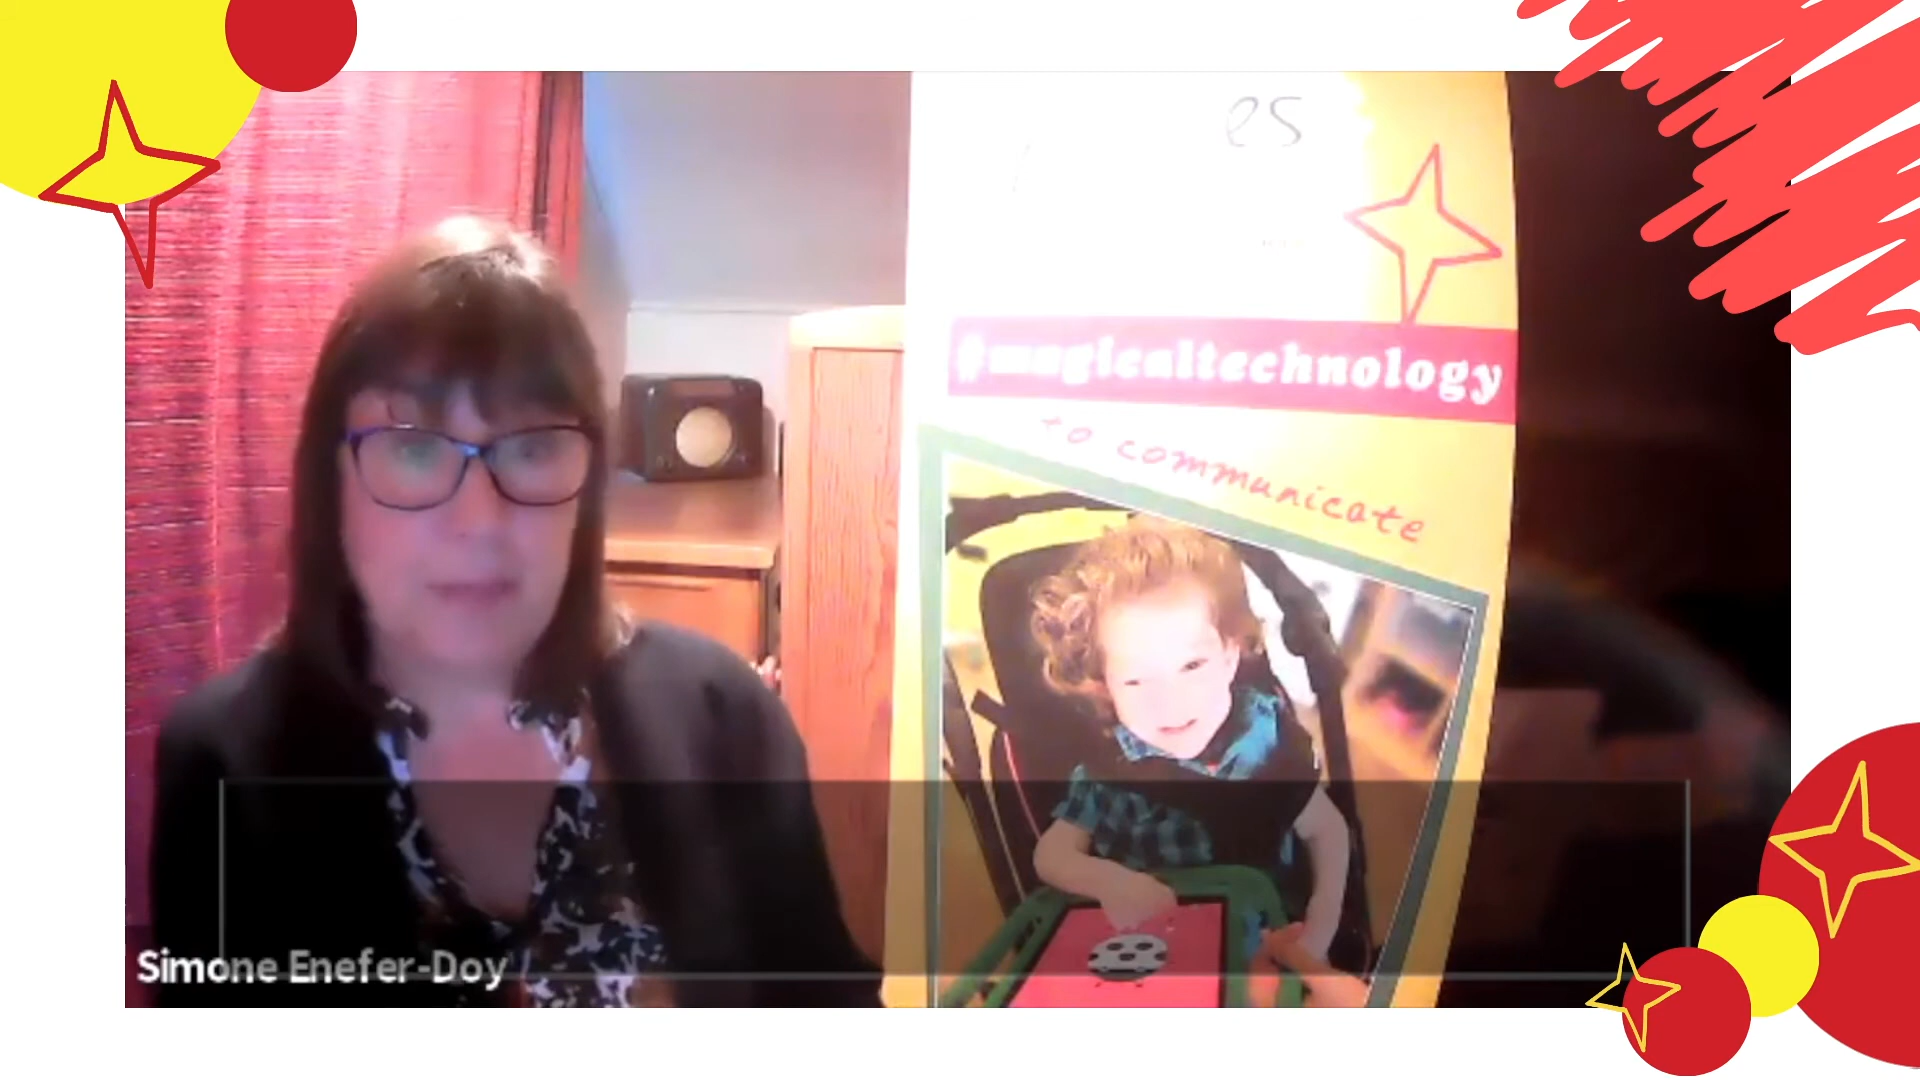 es
#magicaltechnology
to communicate
Simone Enefer-Doy